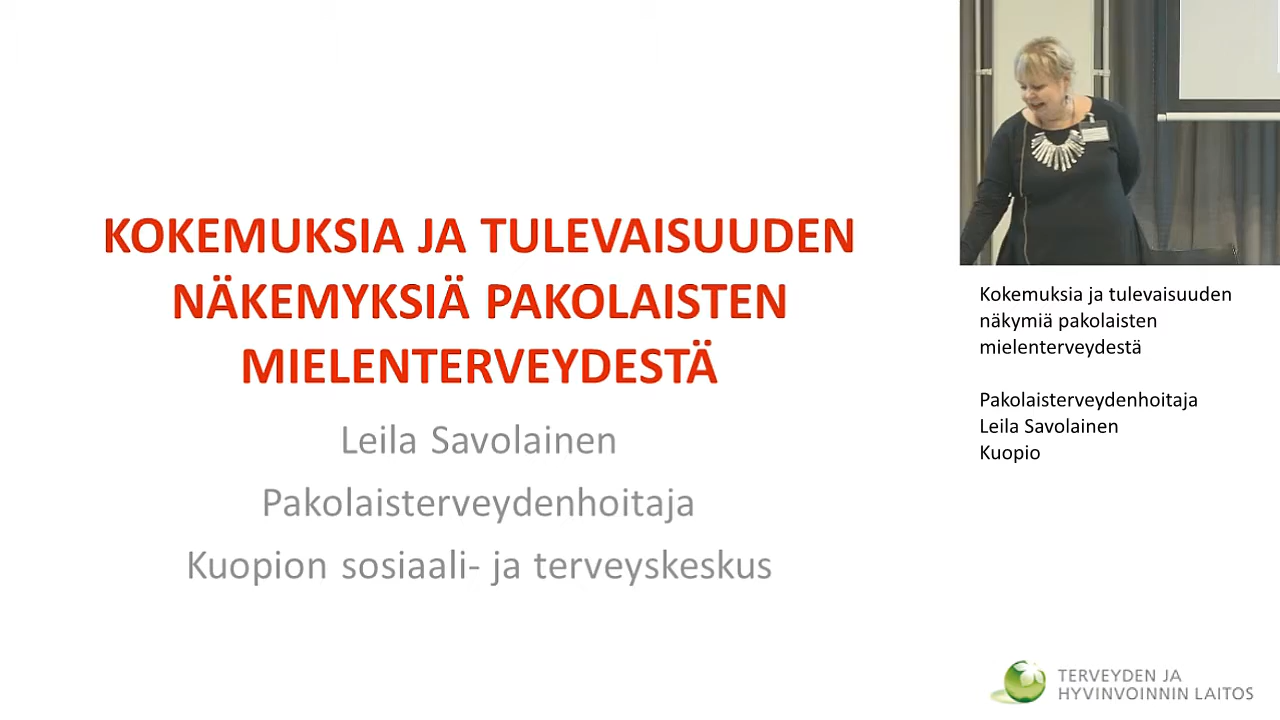 KOKEMUKSIA JA TULEVAISUUDEN
NÄKEMYKSIÄ PAKOLAISTEN
MIELENTERVEYDESTÄ
Leila Savolainen
Pakolaisterveydenhoitaja
Kuopion sosiaali- ja terveyskeskus
Kokemuksia ja tulevaisuuden
näkymiä pakolaisten
mielenterveydestä
Pakolaisterveydenhoitaja
Leila Savolainen
Kuopio
TERVEYDEN JA
HYVINVOINNIN LAITOS